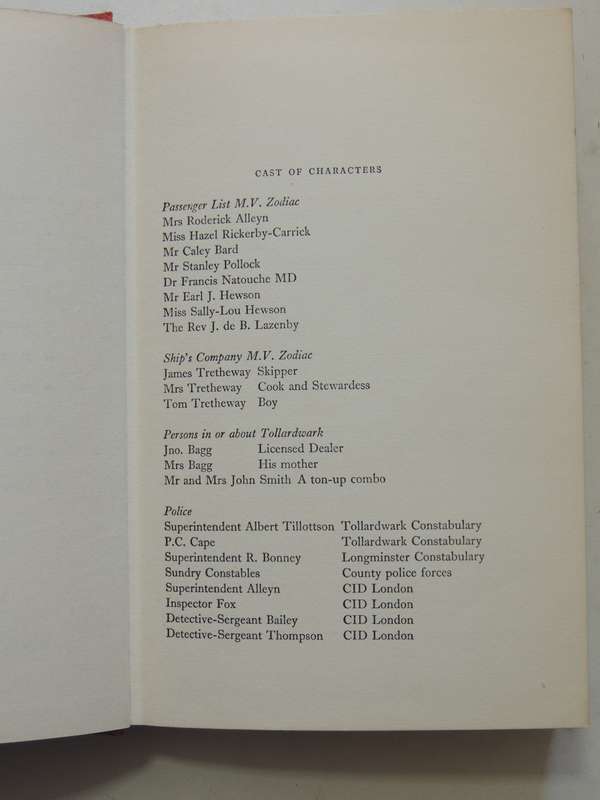 CAST OF CHARACTERS
Passenger List M.V. Zodiac
Mrs Roderick Alleyn
Miss Hazel Rickerby-Carrick
Mr Caley Bard
Mr Stanley Pollock
Dr Francis Natouche MD
Mr Earl J. Hewson
Miss Sally-Lou Hewson
The Rev J. de B. Lazenby
Ship's Company M.V. Zodiac
James Tretheway Skipper
Mrs Tretheway Cook and Stewardess
Tom Tretheway Boy
Persons in or about Tollardwark
Jno. Bagg Licensed Dealer
Mrs Bagg His mother
Mr and Mrs John Smith A ton-up combo
Police
Superintendent Albert Tillottson Tollardwark Constabulary
P.C. Cape Tollardwark Constabulary
Superintendent R. Bonney Longminster Constabulary
Sundry Constables County police forces
Superintendent Alleyn CID London
Inspector Fox CID London
Detective-Sergeant Bailey CID London
Detective-Sergeant Thompson CID London